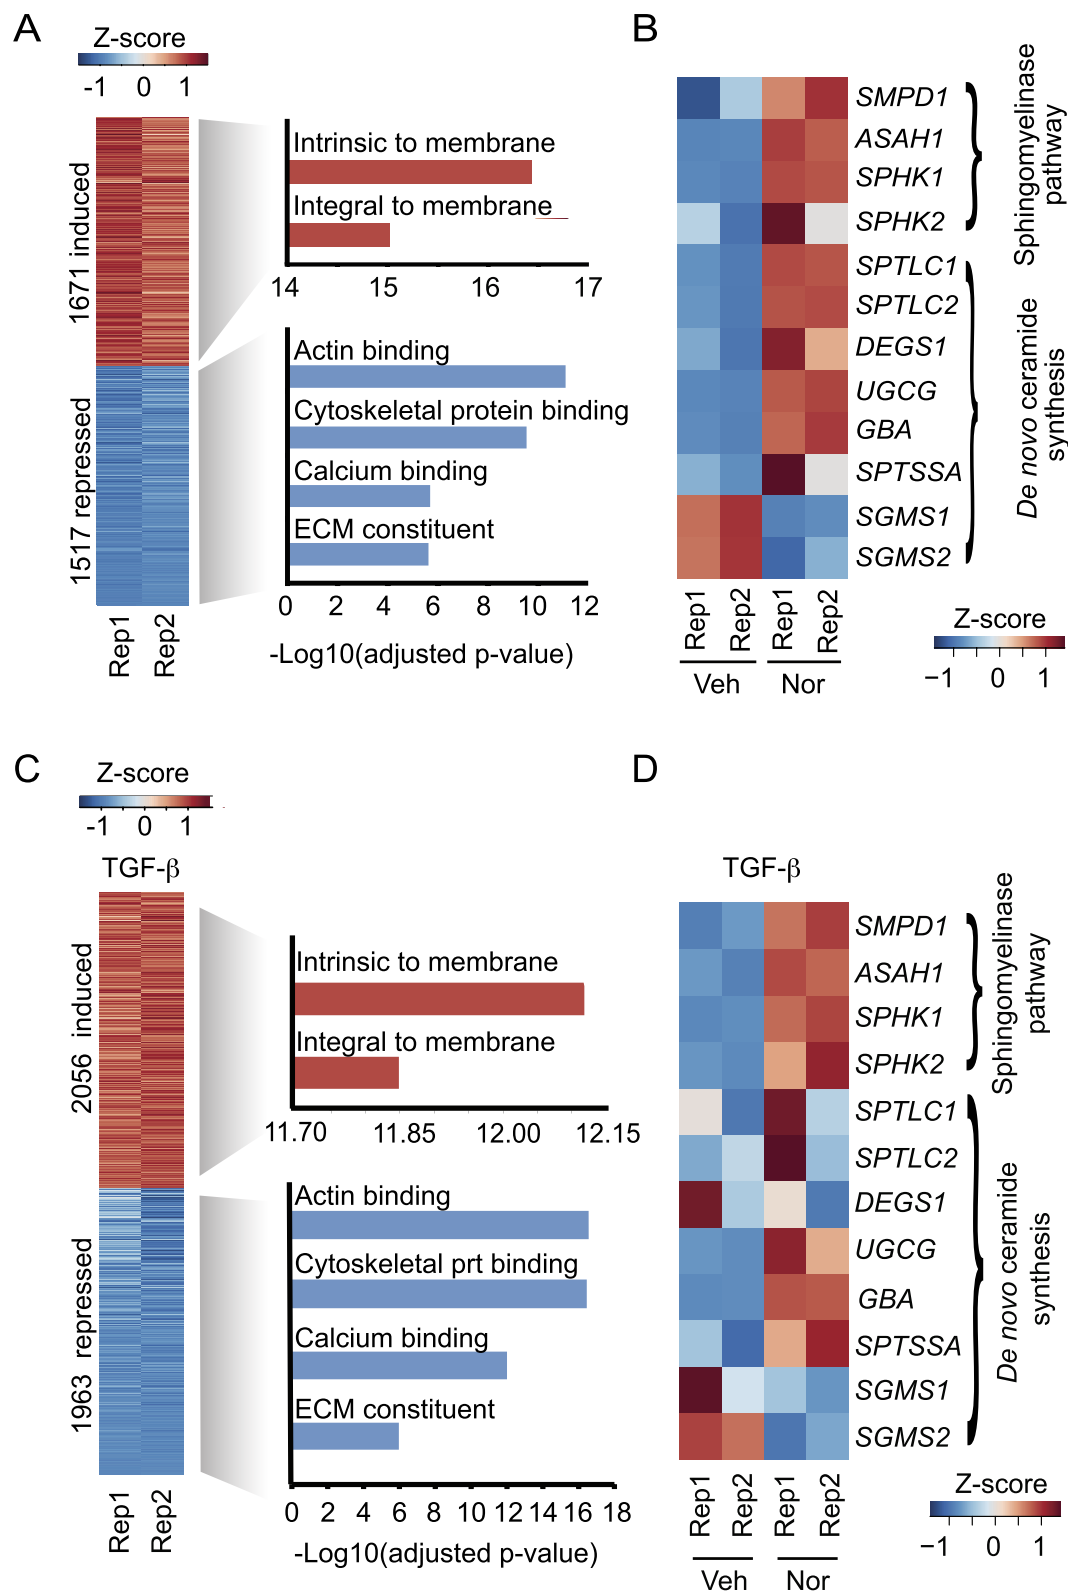 A
Z-score
-1 0 1
1671 induced
1517 repressed
Rep1 Rep2
Intrinsic to membrane
Integral to membrane
14 15 16 17
Actin binding
Cytoskeletal protein binding
Calcium binding
ECM constituent
0 2 4 6 8 10 12
-Log10(adjusted p-value)
B
SMPD1
ASAH1
SPHK1
SPHK2
SPTLC1
SPTLC2
DEGS1
UGCG
GBA
SPTSSA
SGMS1
SGMS2
Sphingomyelinase
pathway
De novo ceramide
synthesis
Rep1 Rep2 Rep1 Rep2
Veh Nor
Z-score
−1 0 1
C
Z-score
-1 0 1
TGF-β
2056 induced
1963 repressed
Rep1 Rep2
Intrinsic to membrane
Integral to membrane
11.70 11.85 12.00 12.15
Actin binding
Cytoskeletal prt binding
Calcium binding
ECM constituent
0 2 4 6 8 10 12 14 16 18
-Log10(adjusted p-value)
D
TGF-β
SMPD1
ASAH1
SPHK1
SPHK2
SPTLC1
SPTLC2
DEGS1
UGCG
GBA
SPTSSA
SGMS1
SGMS2
Sphingomyelinase
pathway
De novo ceramide
synthesis
Rep1 Rep2 Rep1 Rep2
Veh Nor
Z-score
−1 0 1